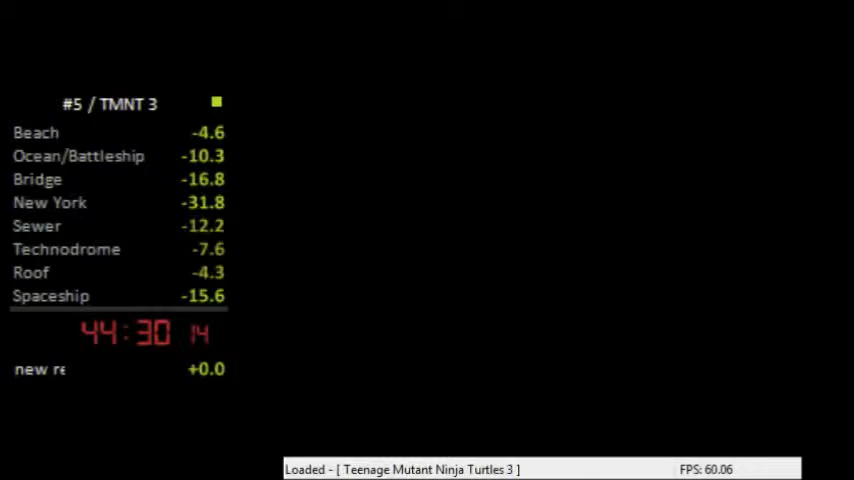 #5 / TMNT 3
Beach -4.6
Ocean/Battleship -10.3
Bridge -16.8
New York -31.8
Sewer -12.2
Technodrome -7.6
Roof -4.3
Spaceship -15.6
44:30 14
new re +0.0
Loaded - [ Teenage Mutant Ninja Turtles 3 ] FPS: 60.06